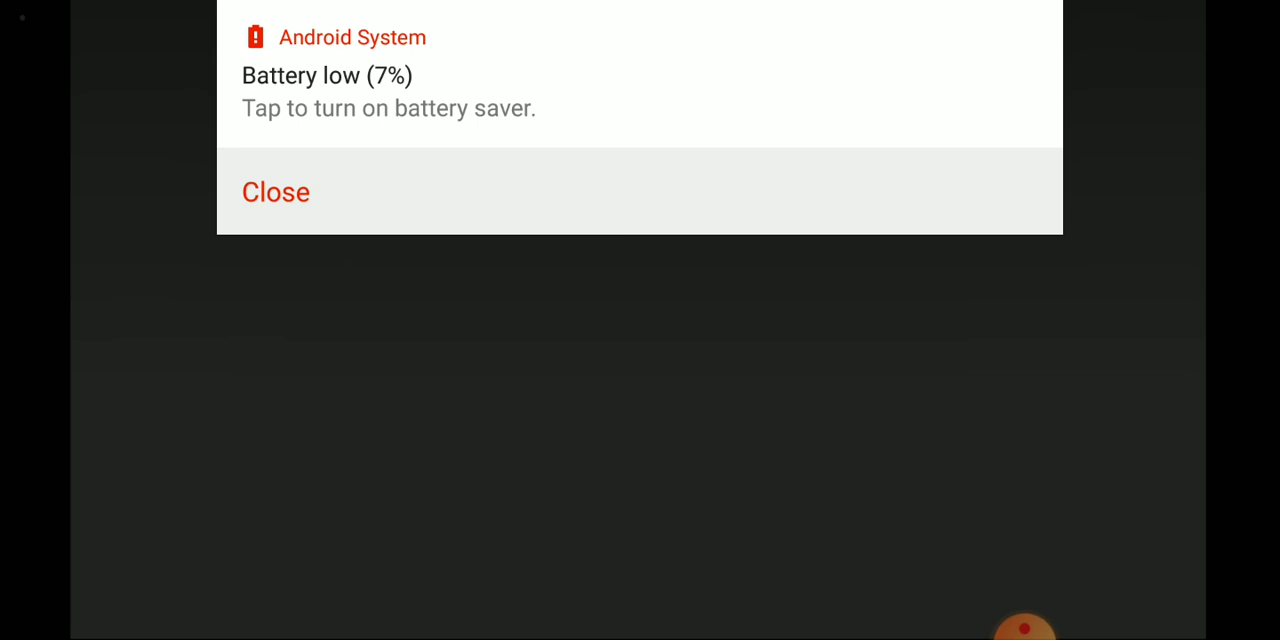 Android System
Battery low (7%)
Tap to turn on battery saver.
Close